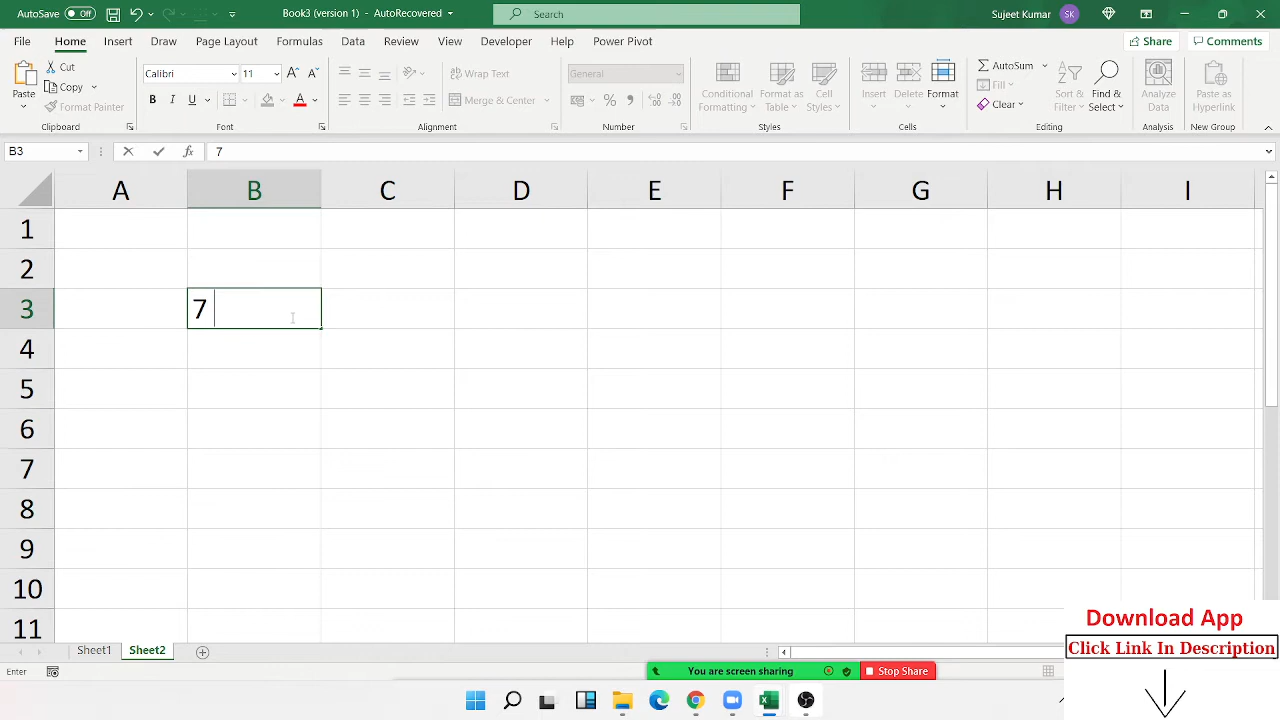 AutoSave Off Book3 (version 1) - AutoRecovered Search Sujeet Kumar SK
File Home Insert Draw Page Layout Formulas Data Review View Developer Help Power Pivot Share Comments
Paste Cut Copy Format Painter
Calibri 11 B I U A
Wrap Text Merge & Center
General % ,
Conditional Formatting Format as Table Cell Styles
Insert Delete Format
AutoSum Fill Clear Sort & Filter Find & Select
Analyze Data Paste as Hyperlink
Clipboard Font Alignment Number Styles Cells Editing Analysis New Group
B3 fx 7
A B C D E F G H I
1
2
3 7
4
5
6
7
8
9
10
11
Download App
Click Link In Description
Sheet1 Sheet2
Enter You are screen sharing Stop Share